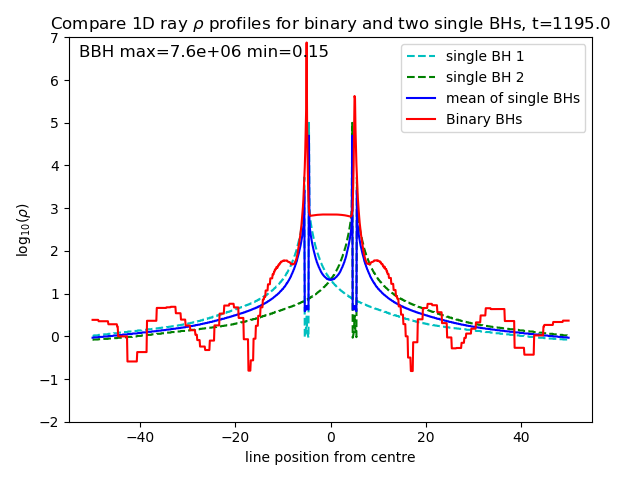 Compare 1D ray ρ profiles for binary and two single BHs, t=1195.0
BBH max=7.6e+06 min=0.15
single BH 1
single BH 2
mean of single BHs
Binary BHs
log₁₀(ρ)
7
6
5
4
3
2
1
0
−1
−2
−40
−20
0
20
40
line position from centre